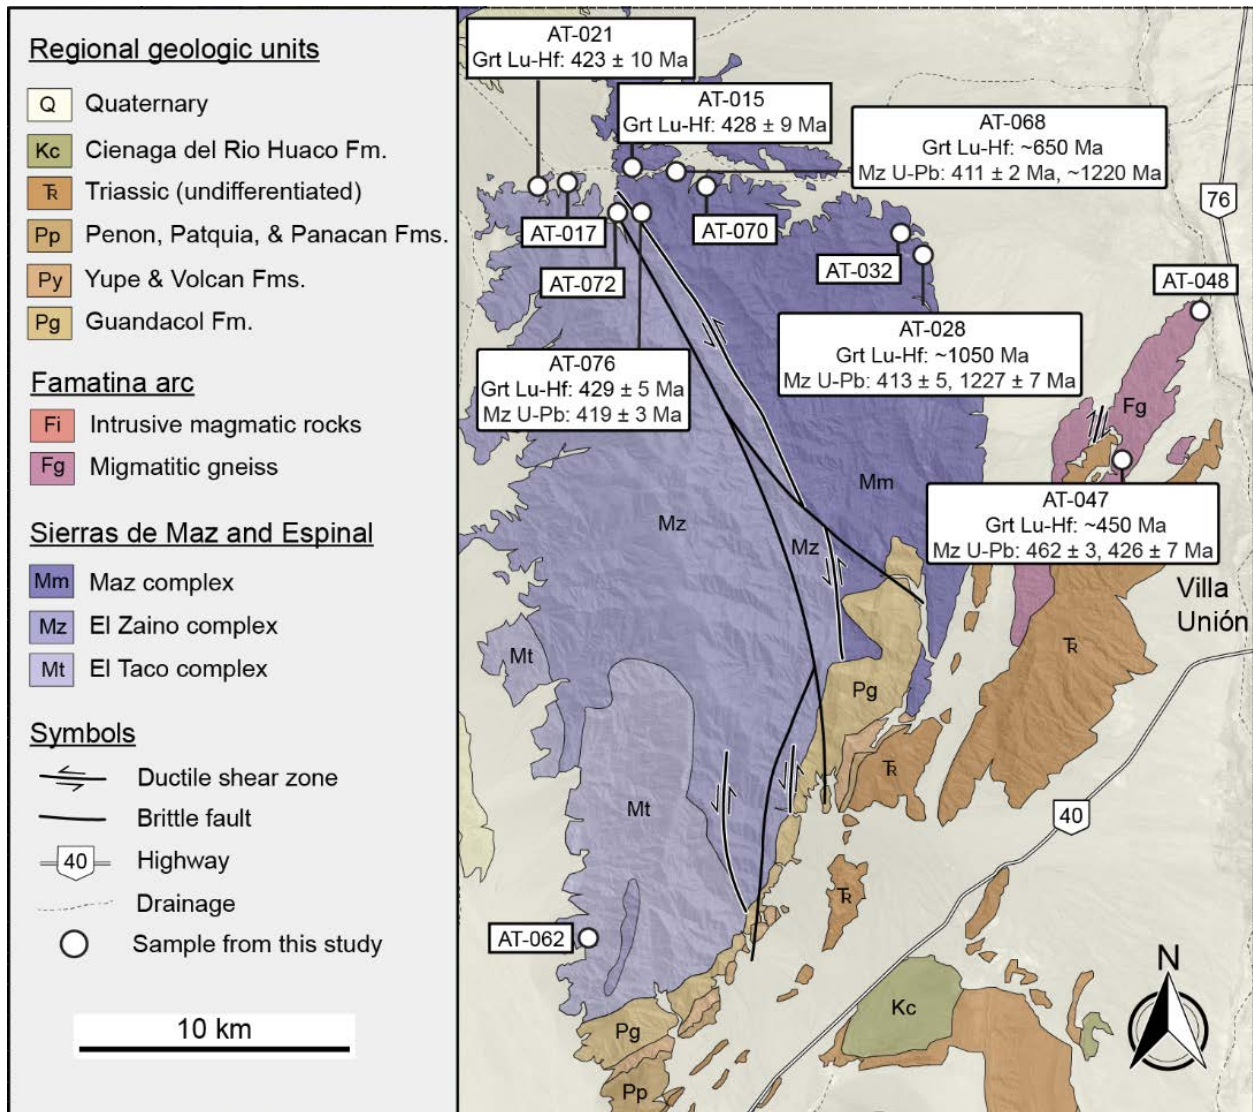 Regional geologic units
Q Quaternary
Kc Cienaga del Rio Huaco Fm.
TR Triassic (undifferentiated)
Pp Penon, Patquia, & Panacan Fms.
Py Yupe & Volcan Fms.
Pg Guandacol Fm.
Famatina arc
Fi Intrusive magmatic rocks
Fg Migmatitic gneiss
Sierras de Maz and Espinal
Mm Maz complex
Mz El Zaino complex
Mt El Taco complex
Symbols
Ductile shear zone
Brittle fault
40 Highway
Drainage
Sample from this study
10 km
AT-021
Grt Lu-Hf: 423 ± 10 Ma
AT-015
Grt Lu-Hf: 428 ± 9 Ma
AT-068
Grt Lu-Hf: ~650 Ma
Mz U-Pb: 411 ± 2 Ma, ~1220 Ma
76
AT-017
AT-070
AT-072
AT-032
AT-048
AT-028
Grt Lu-Hf: ~1050 Ma
Mz U-Pb: 413 ± 5, 1227 ± 7 Ma
AT-076
Grt Lu-Hf: 429 ± 5 Ma
Mz U-Pb: 419 ± 3 Ma
Fg
Mm
AT-047
Grt Lu-Hf: ~450 Ma
Mz U-Pb: 462 ± 3, 426 ± 7 Ma
Mz
Mz
Villa
Unión
Mt
TR
Pg
TR
Mt
40
TR
AT-062
N
Kc
Pg
Pp